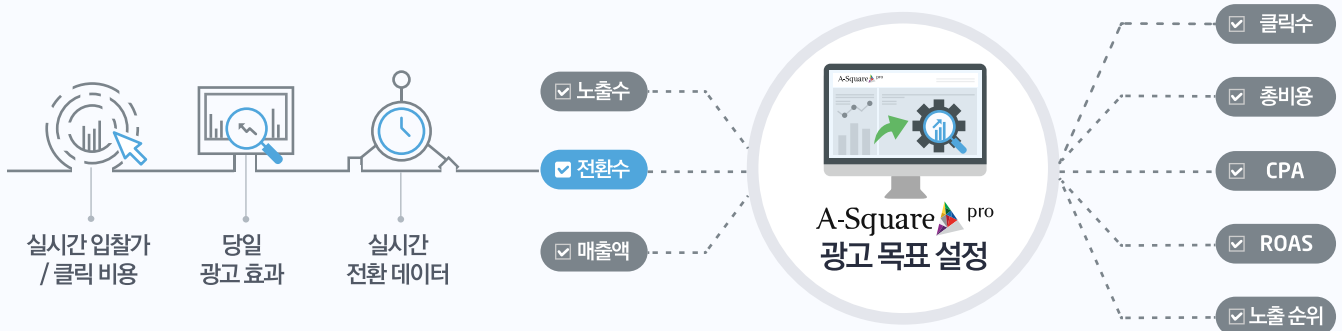 실시간 입찰가
/ 클릭 비용
당일
광고 효과
실시간
전환 데이터
노출수
전환수
매출액
A-Square pro
A-Square pro
광고 목표 설정
클릭수
총비용
CPA
ROAS
노출 순위